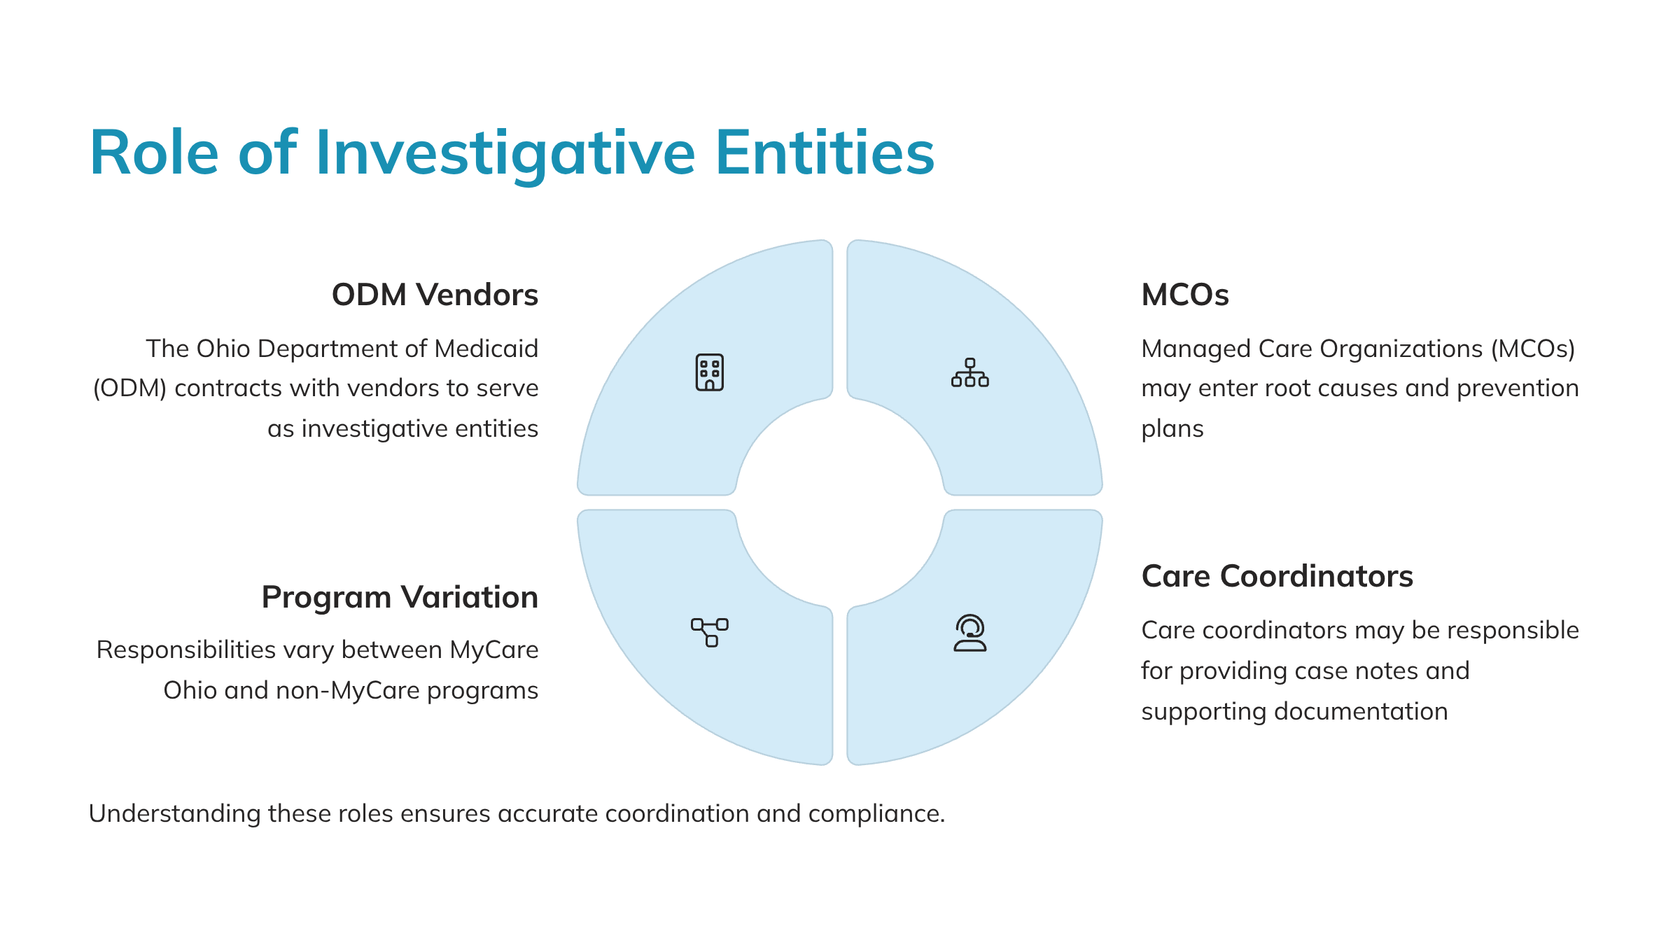 Role of Investigative Entities
ODM Vendors
The Ohio Department of Medicaid
(ODM) contracts with vendors to serve
as investigative entities
MCOs
Managed Care Organizations (MCOs)
may enter root causes and prevention
plans
Program Variation
Responsibilities vary between MyCare
Ohio and non-MyCare programs
Care Coordinators
Care coordinators may be responsible
for providing case notes and
supporting documentation
Understanding these roles ensures accurate coordination and compliance.